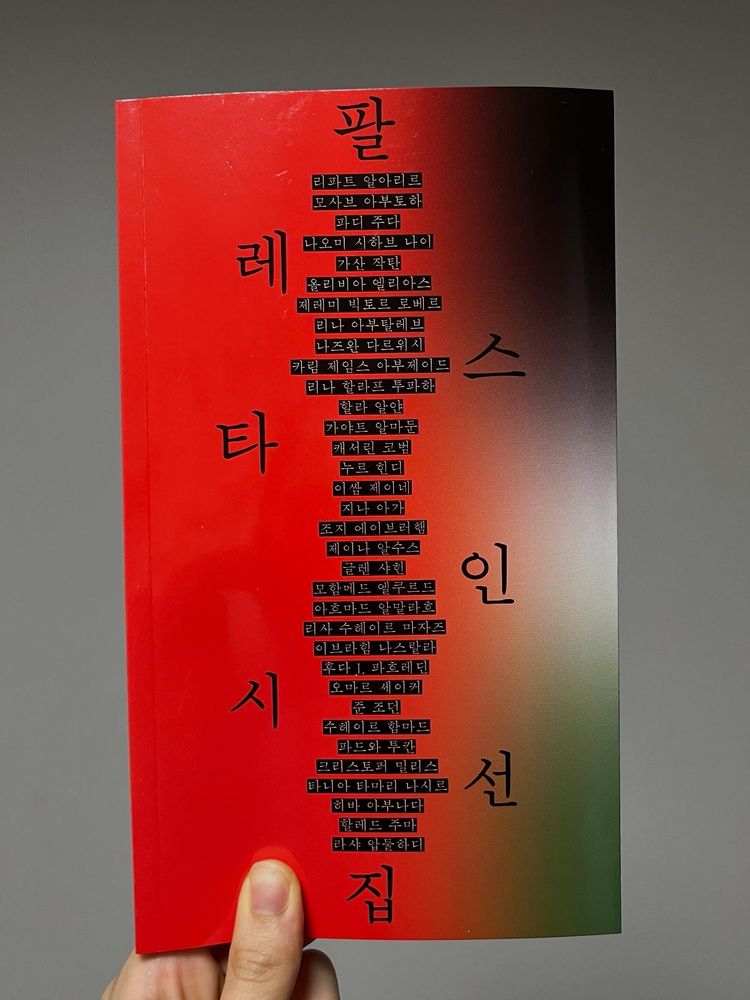 팔
레
스
타
인
시
선
집
리파트 알아리르
모사브 아부토하
파디 주다
나오미 시하브 나이
가산 작탄
올리비아 엘리아스
제레미 빅토르 로베르
리나 아부탈레브
나즈완 다르위시
카림 제임스 아부제이드
리나 할라프 투파하
할라 알얀
가야트 알마둔
캐서린 코범
누르 힌디
이쌈 제이네
지나 아가
조지 에이브러햄
제이나 알수스
글렌 샤힌
모함메드 엘쿠르드
아흐마드 알말라흐
리사 수헤이르 마자즈
이브라힘 나스랄라
후다 J. 파흐레딘
오마르 세이커
준 조던
수헤이르 함마드
파드와 투칸
크리스토퍼 밀리스
타니아 타마리 나시르
히바 아부나다
할레드 주마
라샤 압둘하디